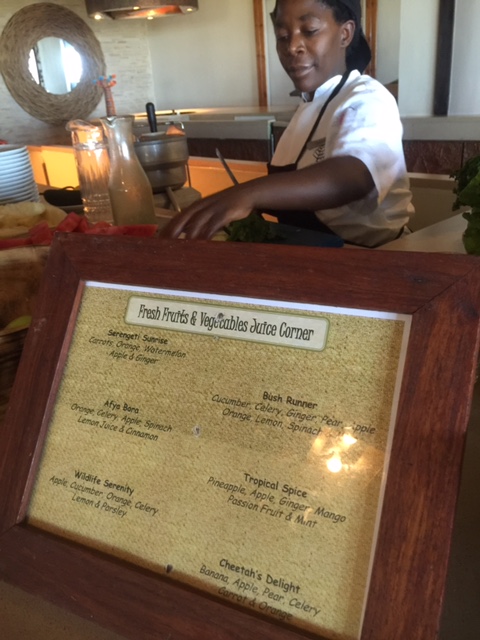 Fresh Fruits & Vegetables Juice Corner
Serengeti Sunrise
Carrots, Orange, Watermelon
Apple & Ginger
Afya Bora
Orange, Celery, Apple, Spinach
Lemon Juice & Cinnamon
Wildlife Serenity
Apple, Cucumber, Orange, Celery
Lemon & Parsley
Bush Runner
Cucumber, Celery, Ginger, Pear, Apple
Orange, Lemon, Spinach
Tropical Spice
Pineapple, Apple, Ginger, Mango
Passion Fruit & Mint
Cheetah's Delight
Banana, Apple, Pear, Celery
Carrot & Orange